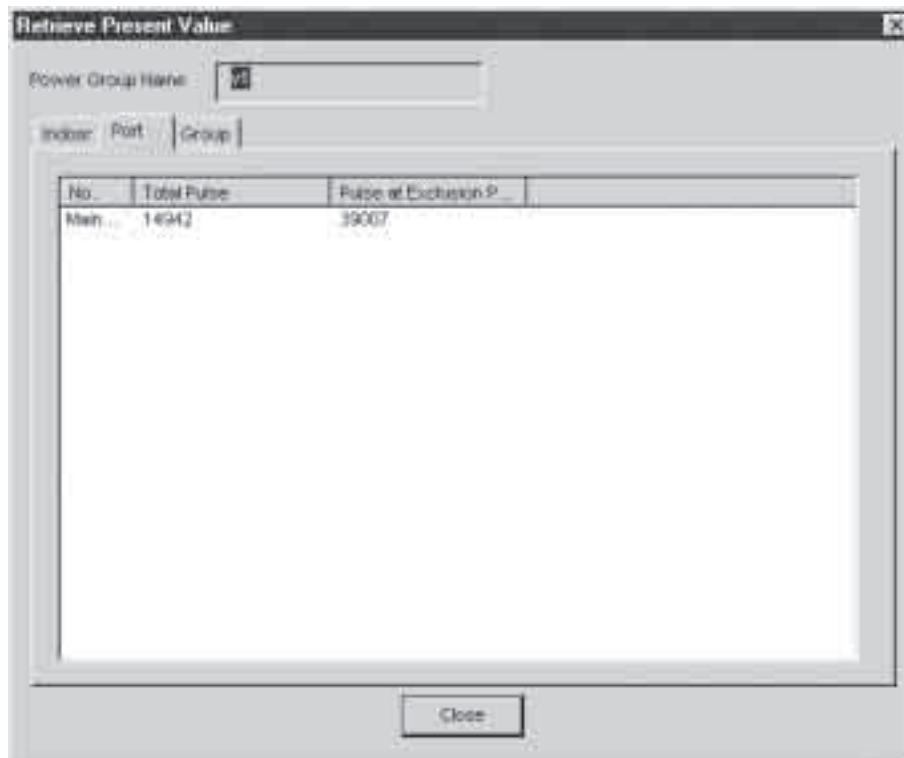 Retrieve Present Value
Power Group Name
Indoor Port Group
No... Total Pulse Pulse at Exclusion P...
Main... 14942 39007
Close